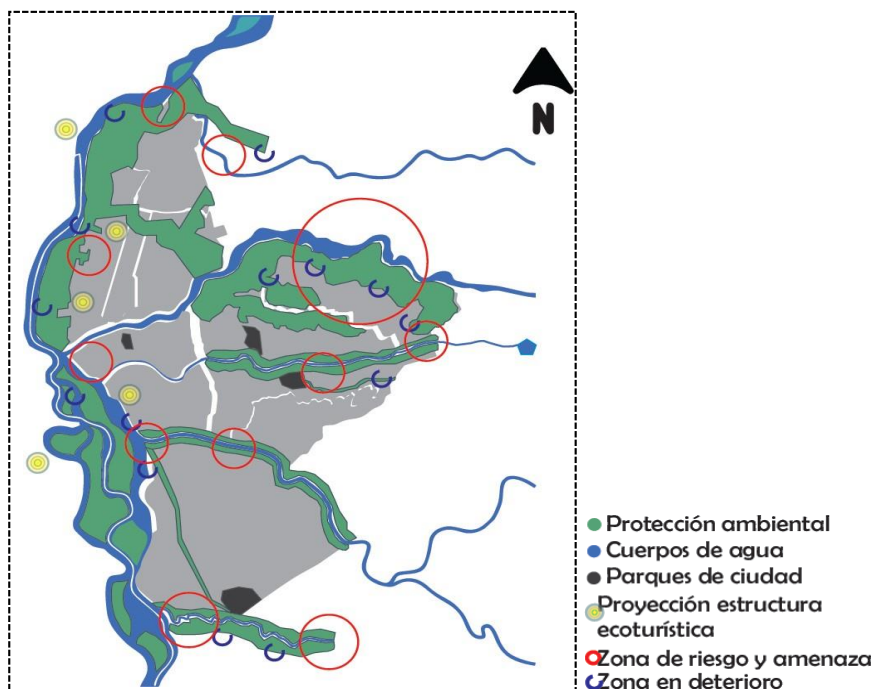 N
Protección ambiental
Cuerpos de agua
Parques de ciudad
Proyección estructura
ecoturística
Zona de riesgo y amenaza
Zona en deterioro